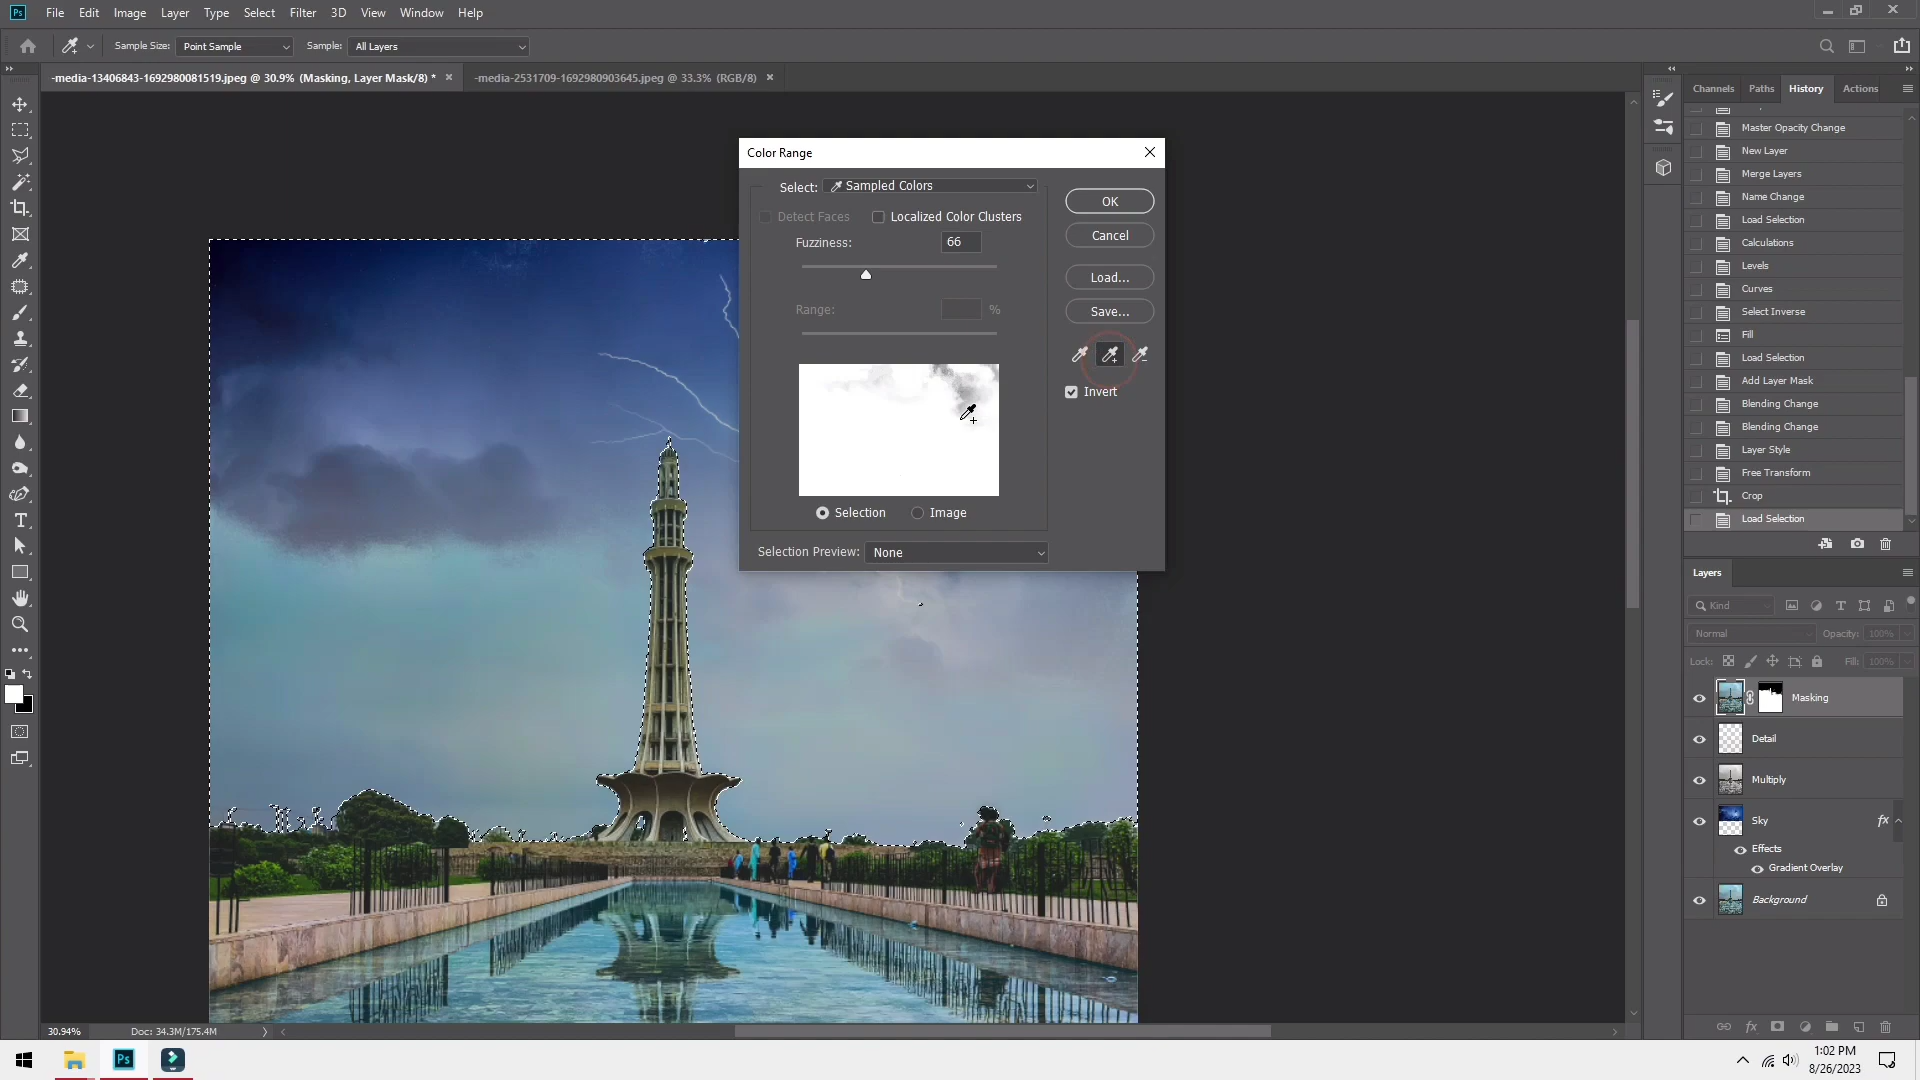 Ps File Edit Image Layer Type Select Filter 3D View Window Help
Sample Size: Point Sample Sample: All Layers
-media-13406843-1692980081519.jpeg @ 30.9% (Masking, Layer Mask/8) * × -media-2531709-1692980903645.jpeg @ 33.3% (RGB/8) ×
Color Range
Select: Sampled Colors
Detect Faces Localized Color Clusters
Fuzziness: 66
Range: %
Selection Image
Selection Preview: None
OK
Cancel
Load...
Save...
Invert
Channels Paths History Actions
Master Opacity Change
New Layer
Merge Layers
Name Change
Load Selection
Calculations
Levels
Curves
Select Inverse
Fill
Load Selection
Add Layer Mask
Blending Change
Blending Change
Layer Style
Free Transform
Crop
Load Selection
Layers
Kind
Normal Opacity: 100%
Lock: Fill: 100%
Masking
Detail
Multiply
Sky fx
Effects
Gradient Overlay
Background
fx
30.94% Doc: 34.3M/175.4M
Ps
1:02 PM
8/26/2023